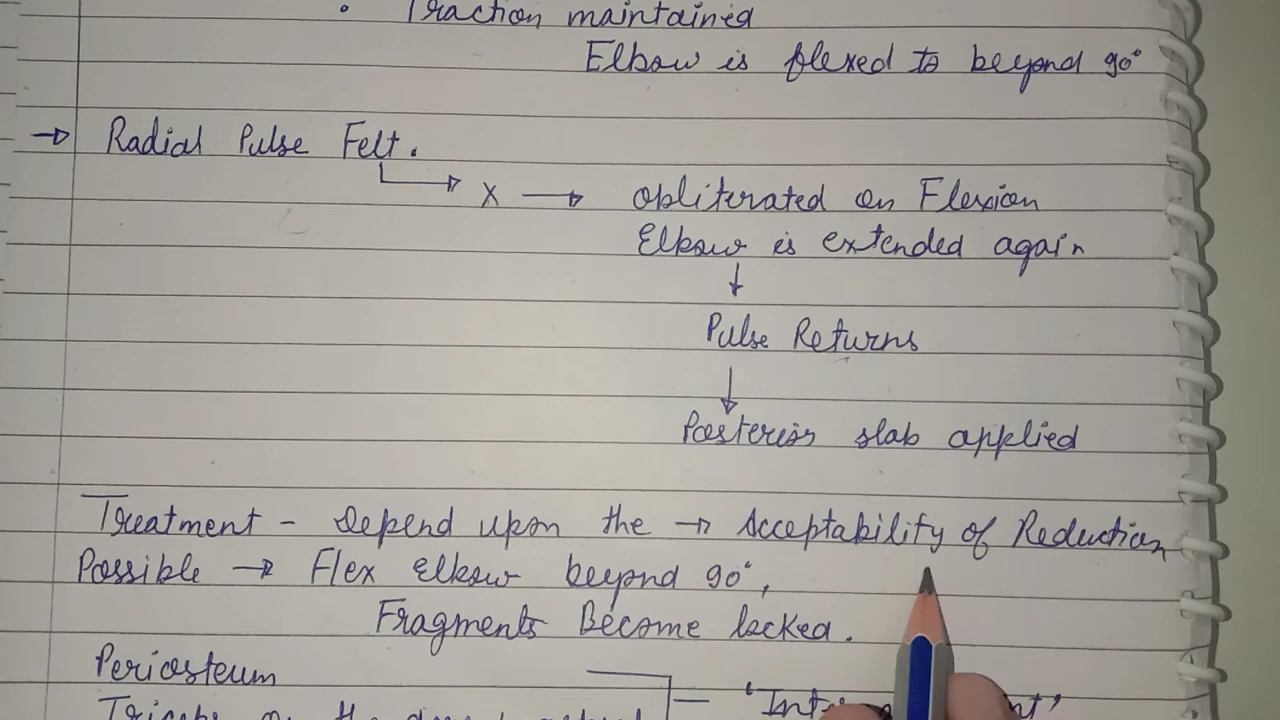 • Traction maintained
Elbow is flexed to beyond 90°
→ Radial Pulse Felt.
X → Obliterated on Flexion
Elbow is extended again
↓
Pulse Returns
↓
Posterior slab applied
Treatment - Depend upon the → Acceptability of Reduction
Possible → Flex elbow beyond 90°,
Fragments Become locked.
Periosteum